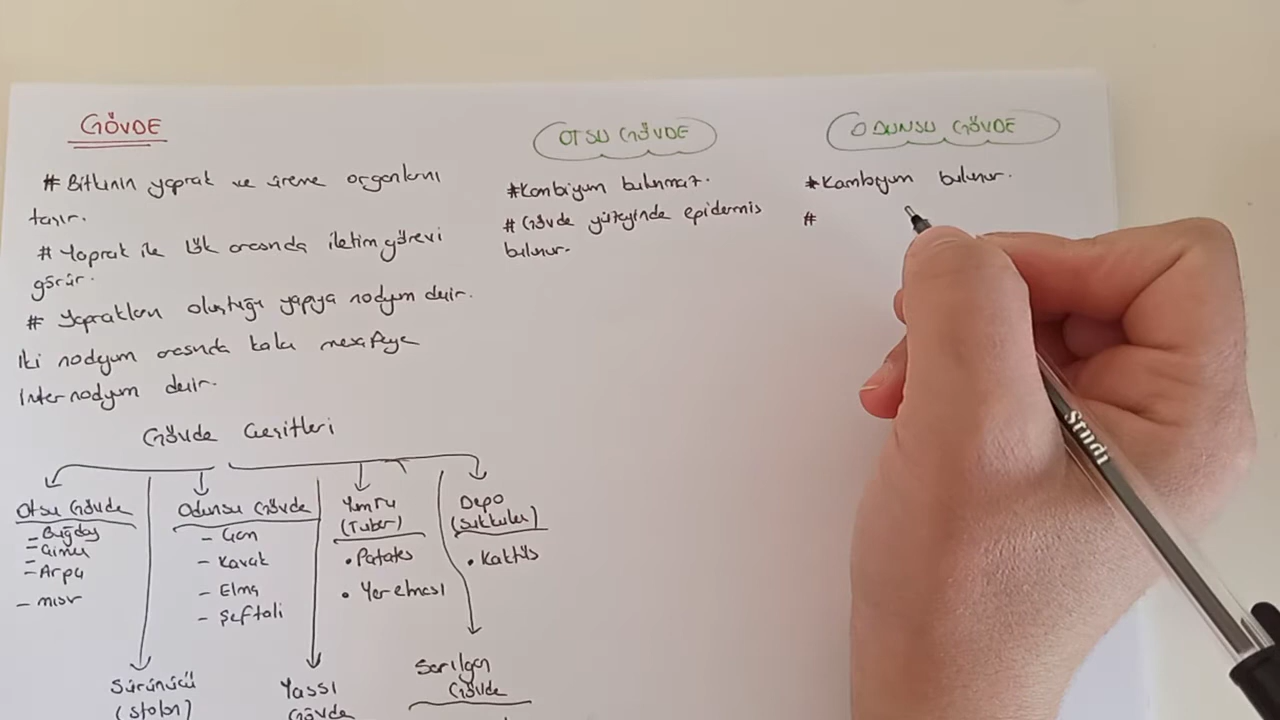 GÖVDE
# Bitkinin yaprak ve üreme organlarını
taşır.
# Yaprak ile kök arasında iletim görevi
görür.
# Yaprakların oluştuğu yapıya nodyum denir.
İki nodyum arasında kalan mesafeye
internodyum denir.
Gövde Çeşitleri
Otsu Gövde
- Buğday
- Çimen
- Arpa
- mısır
Odunsu Gövde
- Çam
- Kavak
- Elma
- Şeftali
Yumru
(Tuber)
• Patates
• Yer elması
Depo
(Sukkulent)
• Kaktüs
Sürünücü
(Stolon)
Yassı
Gövde
Sarılgan
Gövde
OTSU GÖVDE
# Kambiyum bulunmaz.
# Gövde yüzeyinde epidermis
bulunur.
ODUNSU GÖVDE
# Kambiyum bulunur.
#
Studi